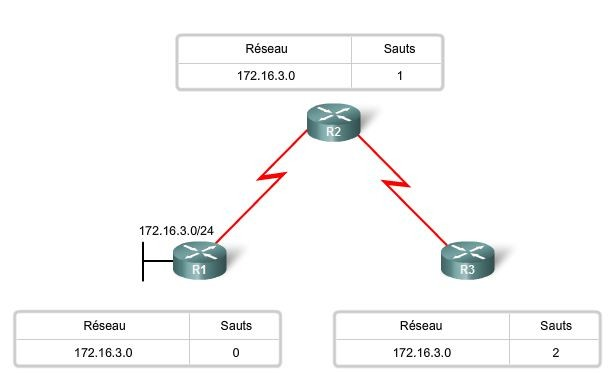 Réseau Sauts
172.16.3.0 1
R2
172.16.3.0/24
R1
R3
Réseau Sauts
172.16.3.0 0
Réseau Sauts
172.16.3.0 2